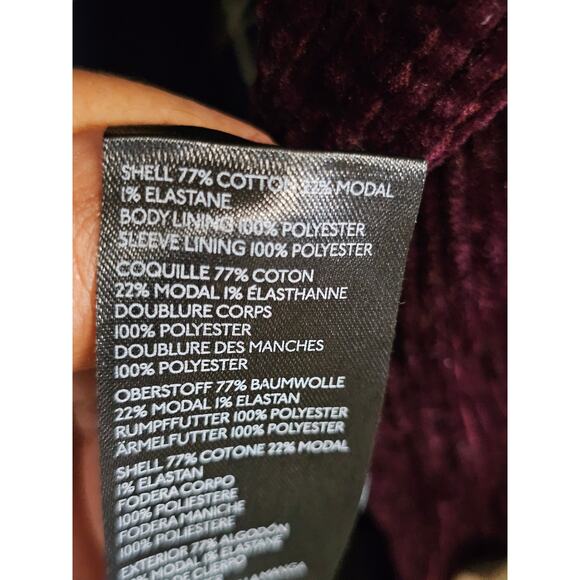 SHELL 77% COTTON 22% MODAL
1% ELASTANE
BODY LINING 100% POLYESTER
SLEEVE LINING 100% POLYESTER
COQUILLE 77% COTON
22% MODAL 1% ÉLASTHANNE
DOUBLURE CORPS
100% POLYESTER
DOUBLURE DES MANCHES
100% POLYESTER
OBERSTOFF 77% BAUMWOLLE
22% MODAL 1% ELASTAN
RUMPFFUTTER 100% POLYESTER
ÄRMELFUTTER 100% POLYESTER
SHELL 77% COTONE 22% MODAL
1% ELASTAN
FODERA CORPO
100% POLIESTERE
FODERA MANICHE
100% POLIESTERE
EXTERIOR 77% ALGODÓN
MODAL 1% ELASTANE
DE CUERPO
MANGA